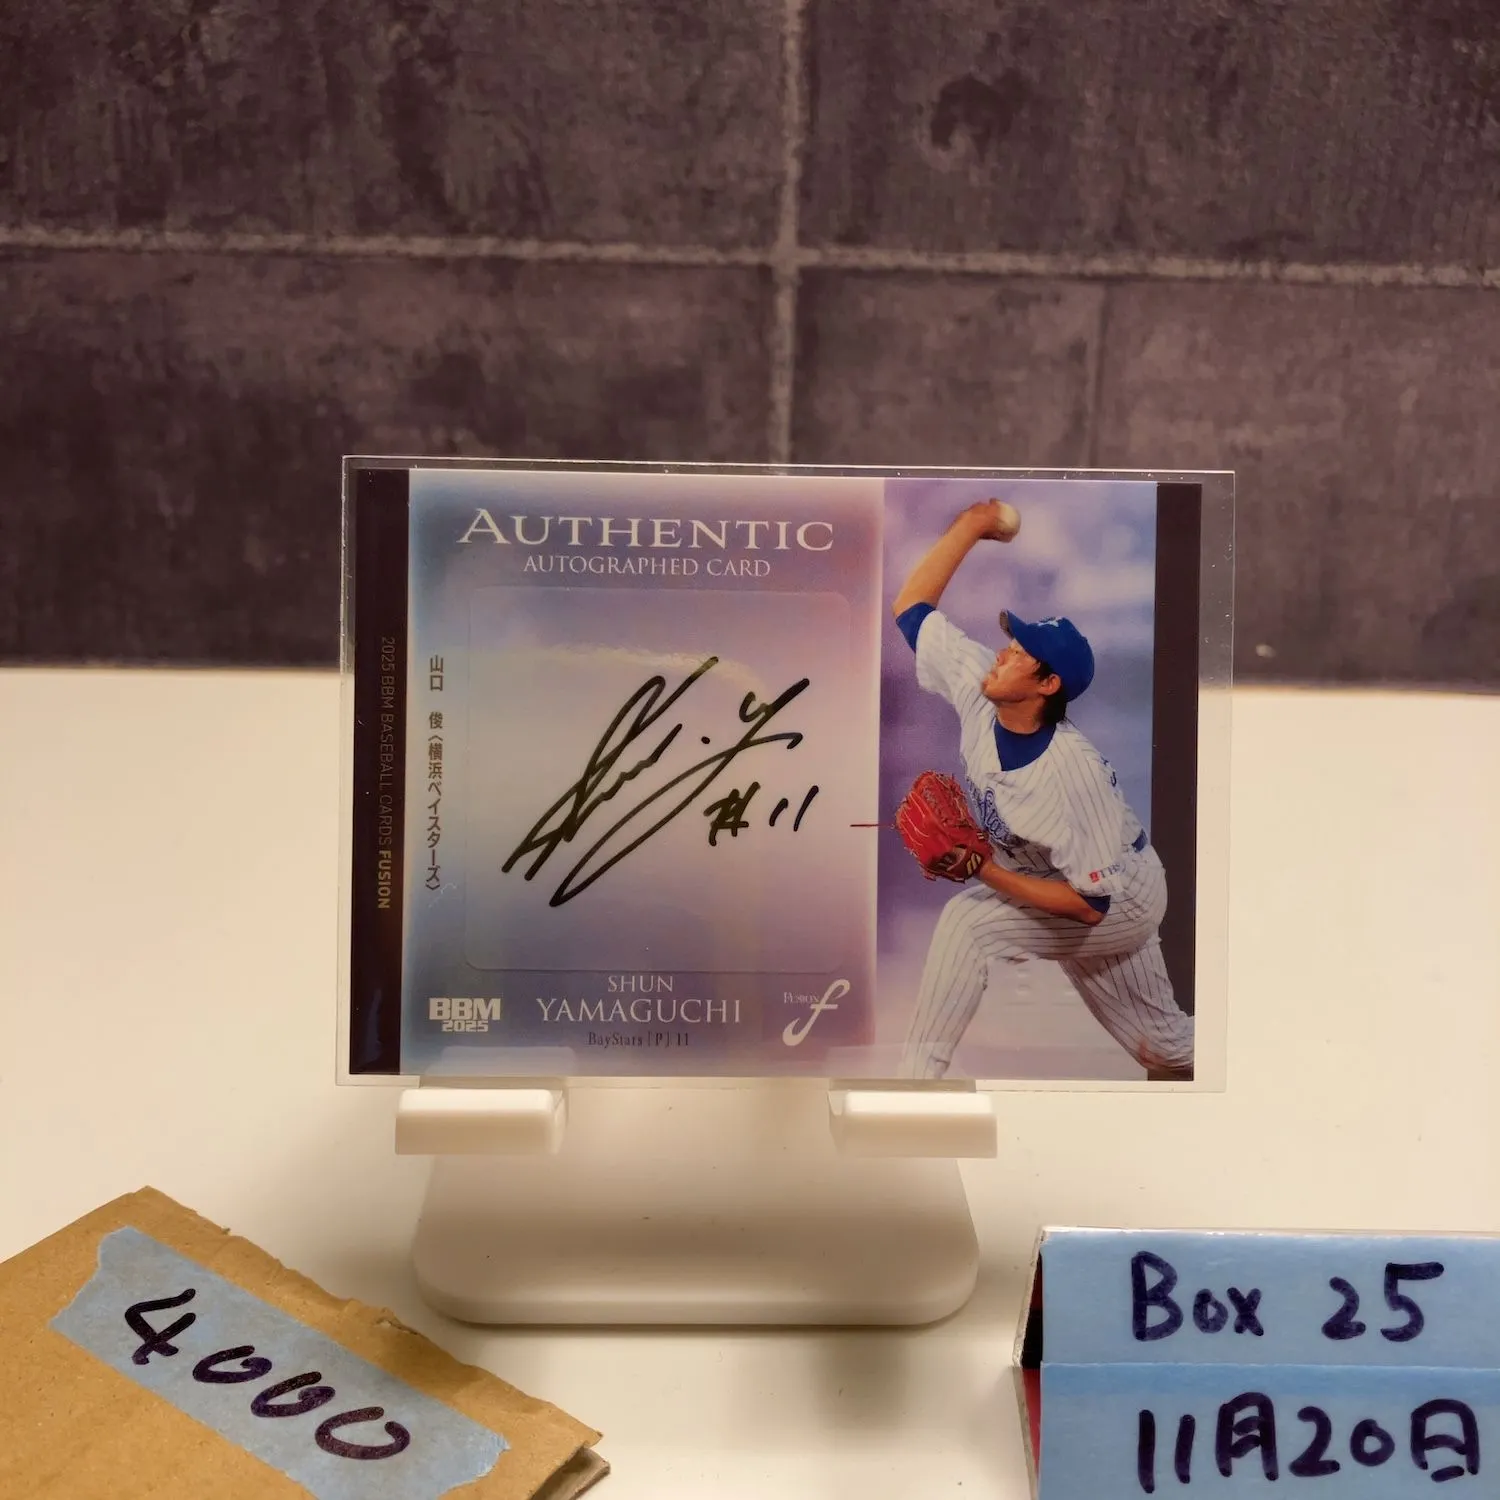 AUTHENTIC
AUTOGRAPHED CARD
2025 BBM BASEBALL CARDS FUSION
山口 俊〈横浜ベイスターズ〉
#11
SHUN
YAMAGUCHI
BayStars [P] 11
BBM
2025
FUSION f
TBS
4000
Box 25
11月20日